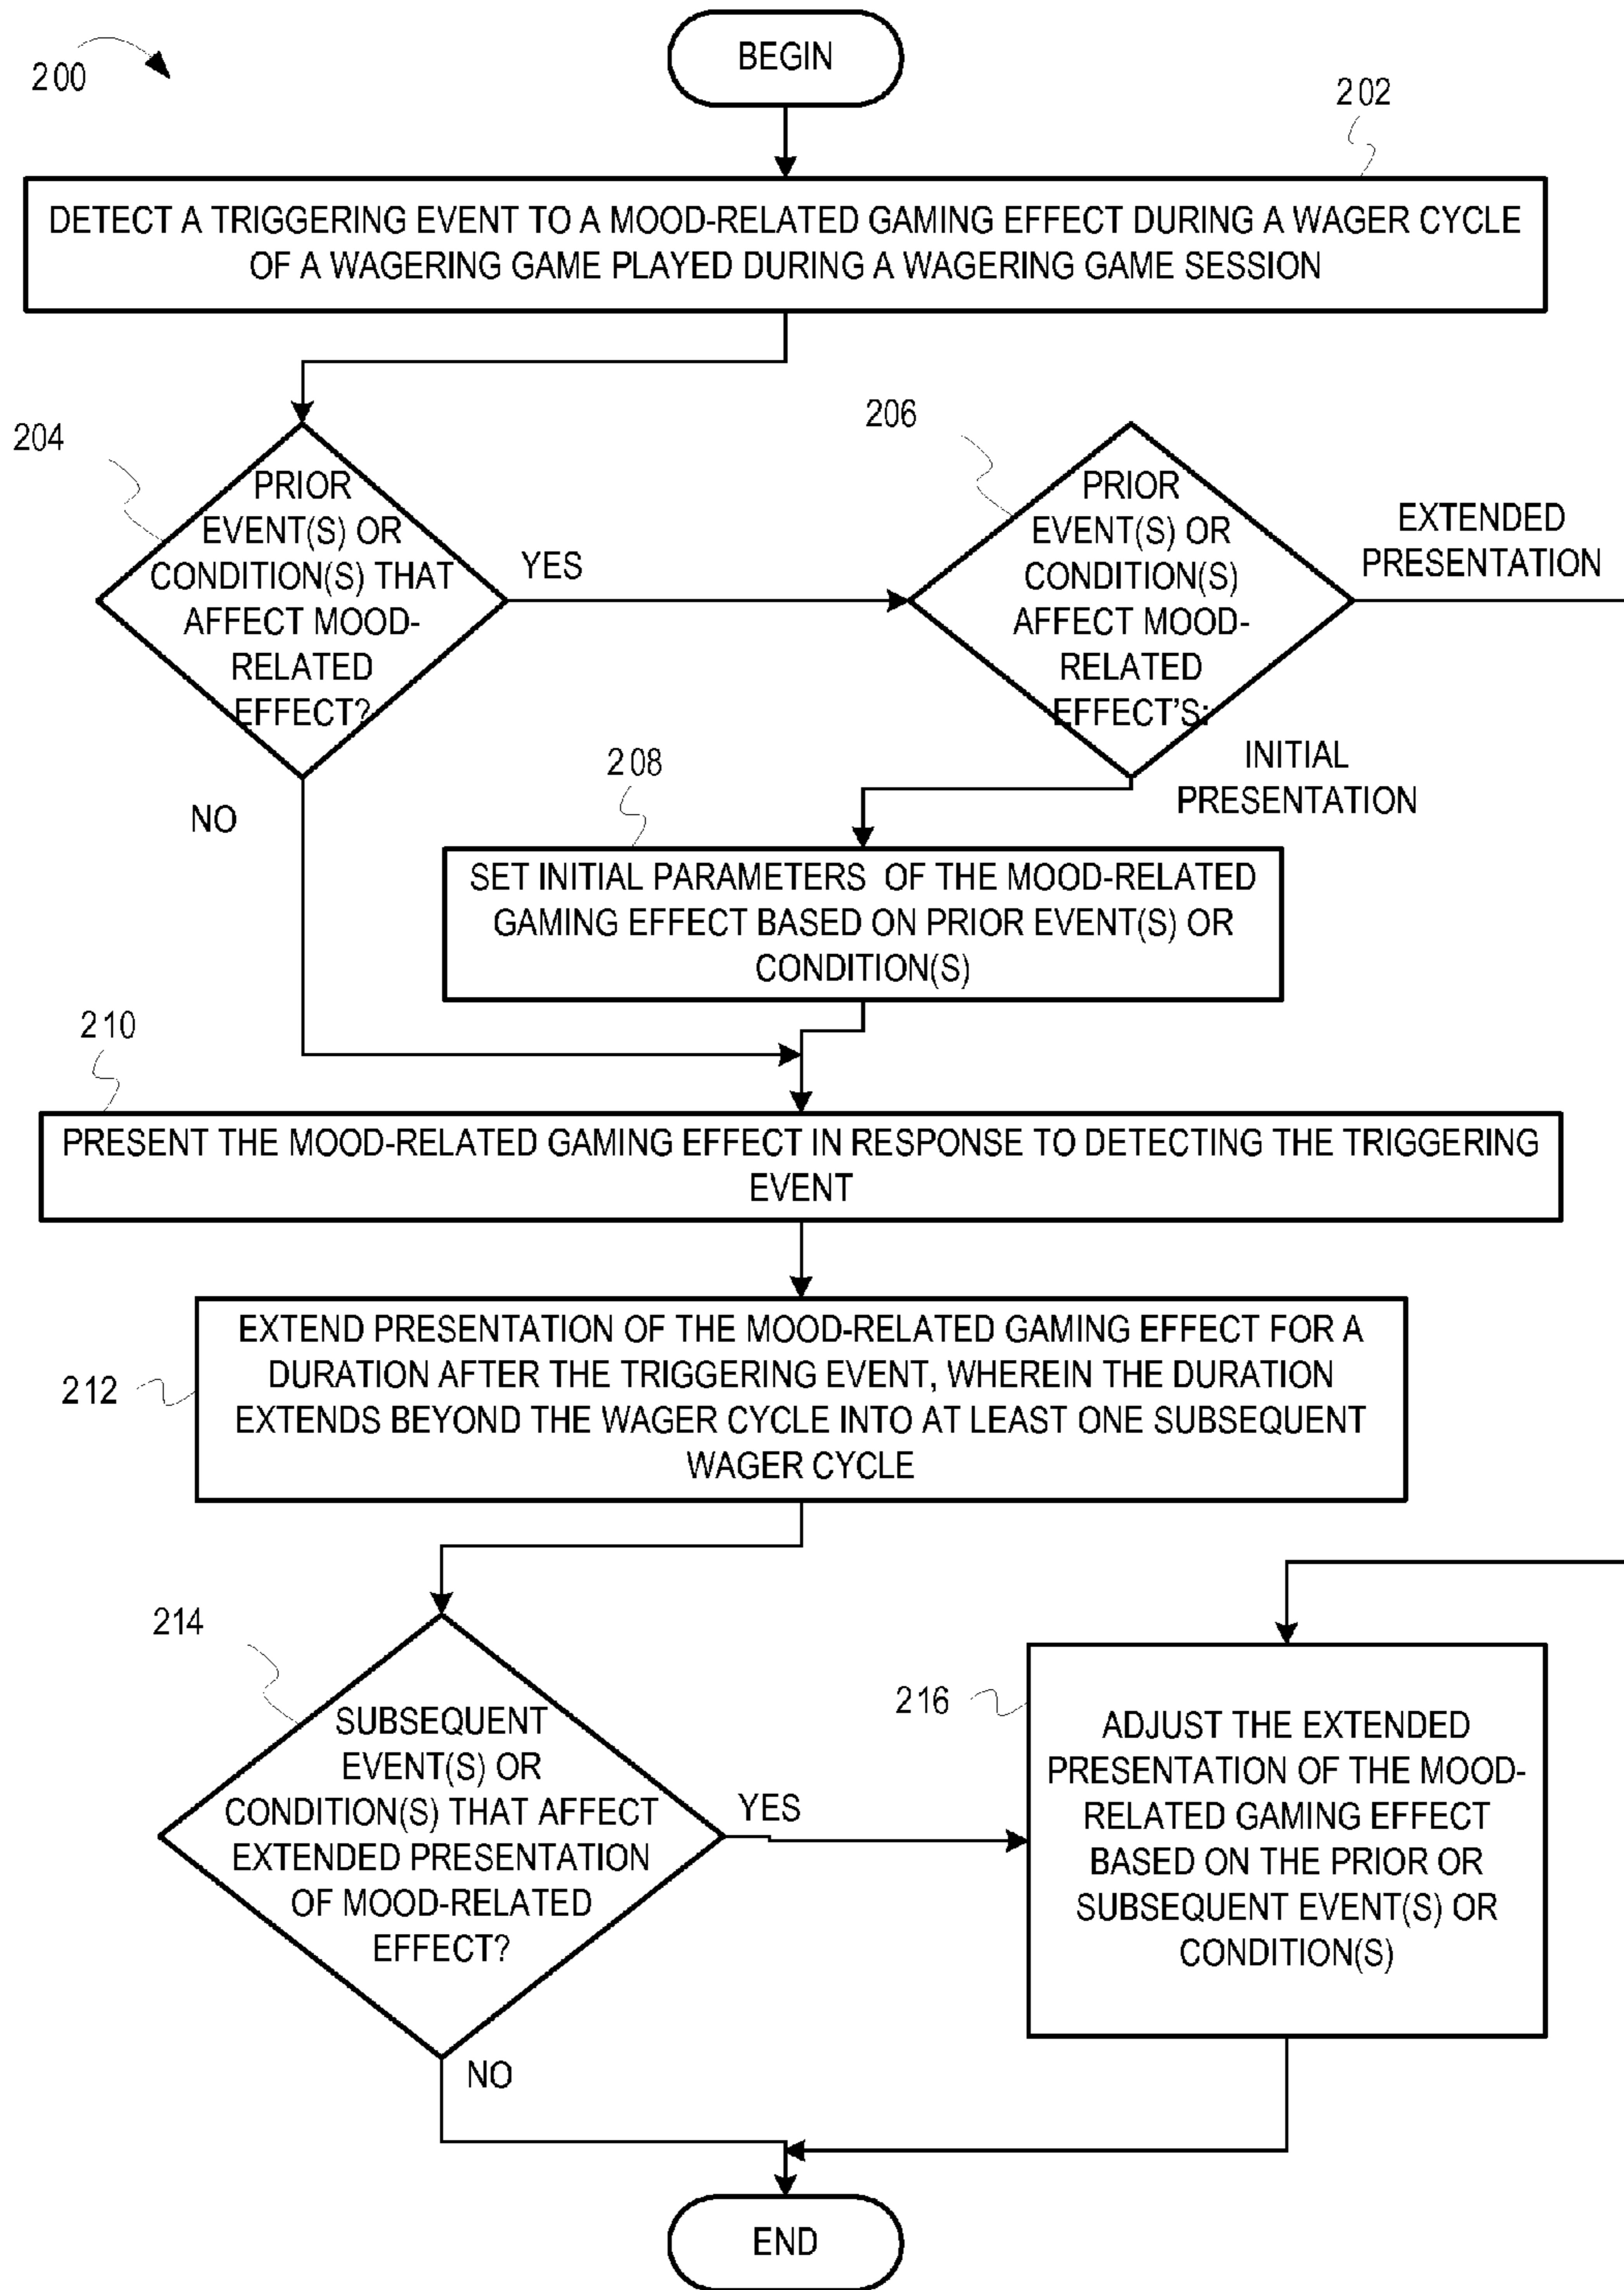 200
BEGIN
202
DETECT A TRIGGERING EVENT TO A MOOD-RELATED GAMING EFFECT DURING A WAGER CYCLE
OF A WAGERING GAME PLAYED DURING A WAGERING GAME SESSION
204
PRIOR
EVENT(S) OR
CONDITION(S) THAT
AFFECT MOOD-
RELATED
EFFECT?
YES
NO
206
PRIOR
EVENT(S) OR
CONDITION(S)
AFFECT MOOD-
RELATED
EFFECT'S:
EXTENDED
PRESENTATION
INITIAL
PRESENTATION
208
SET INITIAL PARAMETERS OF THE MOOD-RELATED
GAMING EFFECT BASED ON PRIOR EVENT(S) OR
CONDITION(S)
210
PRESENT THE MOOD-RELATED GAMING EFFECT IN RESPONSE TO DETECTING THE TRIGGERING
EVENT
212
EXTEND PRESENTATION OF THE MOOD-RELATED GAMING EFFECT FOR A
DURATION AFTER THE TRIGGERING EVENT, WHEREIN THE DURATION
EXTENDS BEYOND THE WAGER CYCLE INTO AT LEAST ONE SUBSEQUENT
WAGER CYCLE
214
SUBSEQUENT
EVENT(S) OR
CONDITION(S) THAT AFFECT
EXTENDED PRESENTATION
OF MOOD-RELATED
EFFECT?
YES
NO
216
ADJUST THE EXTENDED
PRESENTATION OF THE MOOD-
RELATED GAMING EFFECT
BASED ON THE PRIOR OR
SUBSEQUENT EVENT(S) OR
CONDITION(S)
END